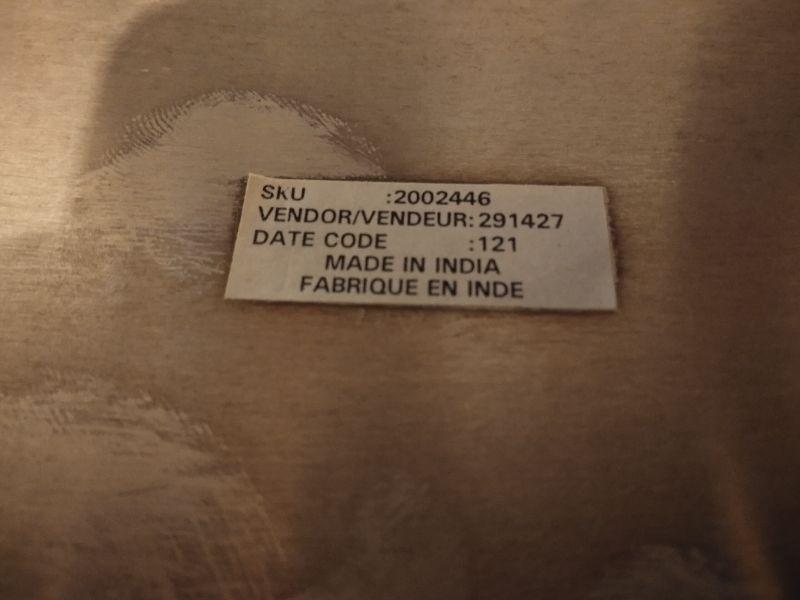 SKU :2002446
VENDOR/VENDEUR: 291427
DATE CODE :121
MADE IN INDIA
FABRIQUE EN INDE